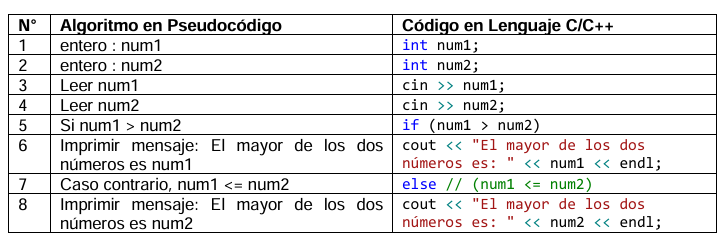 N° Algoritmo en Pseudocódigo Código en Lenguaje C/C++
1 entero : num1 int num1;
2 entero : num2 int num2;
3 Leer num1 cin >> num1;
4 Leer num2 cin >> num2;
5 Si num1 > num2 if (num1 > num2)
6 Imprimir mensaje: El mayor de los dos cout << "El mayor de los dos
números es num1 números es: " << num1 << endl;
7 Caso contrario, num1 <= num2 else // (num1 <= num2)
8 Imprimir mensaje: El mayor de los dos cout << "El mayor de los dos
números es num2 números es: " << num2 << endl;